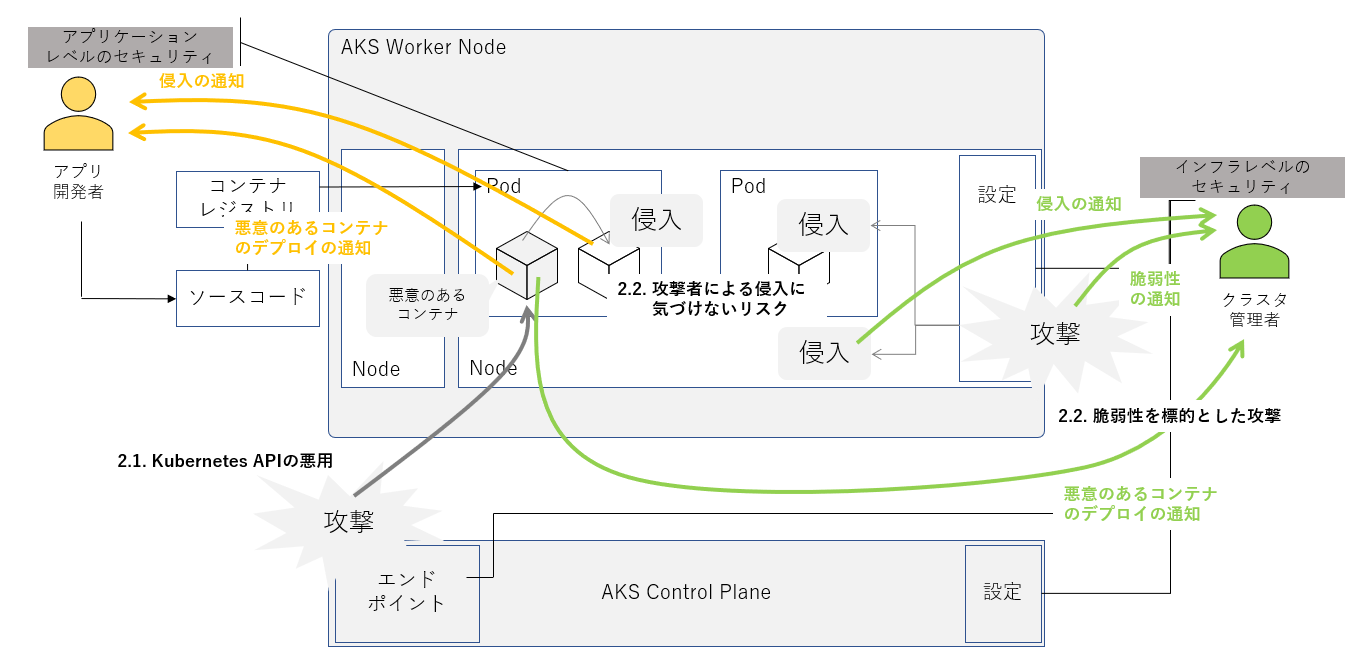 アプリケーション
レベルのセキュリティ
侵入の通知
アプリ
開発者
コンテナ
レジストリ
悪意のあるコンテナ
のデプロイの通知
ソースコード
AKS Worker Node
Node
Pod
侵入
悪意のある
コンテナ
Node
2.2. 攻撃者による侵入に
気づけないリスク
Pod
侵入
侵入
設定
インフラレベルの
セキュリティ
侵入の通知
脆弱性
の通知
クラスタ
管理者
攻撃
2.2. 脆弱性を標的とした攻撃
2.1. Kubernetes APIの悪用
攻撃
悪意のあるコンテナ
のデプロイの通知
エンド
ポイント
AKS Control Plane
設定